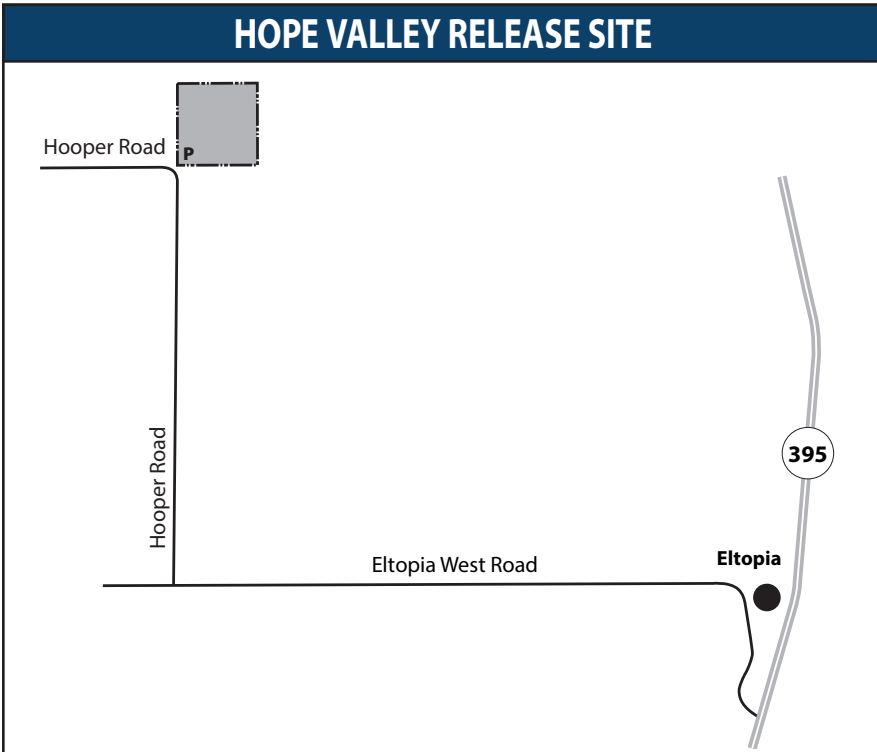 HOPE VALLEY RELEASE SITE
Hooper Road
P
Hooper Road
395
Eltopia West Road
Eltopia